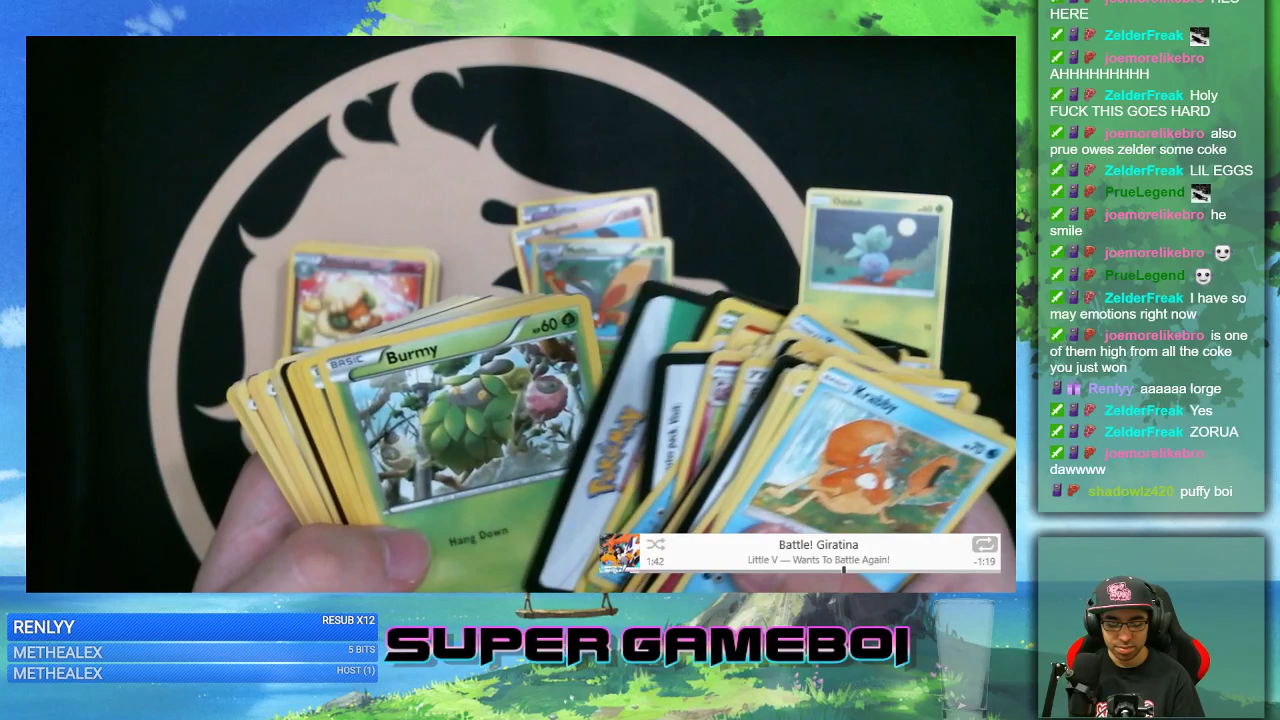 BASIC
Burmy
HP 60
Hang Down
Krabby
70
Oddish
60
POKéMON
Battle! Giratina
1:42
Little V — Wants To Battle Again!
-1:19
RENLYY
RESUB X12
METHEALEX
5 BITS
METHEALEX
HOST (1)
SUPER GAMEBOI
HERE
ZelderFreak
joemorelikebro
AHHHHHHHHH
ZelderFreak Holy
FUCK THIS GOES HARD
joemorelikebro also
prue owes zelder some coke
ZelderFreak LIL EGGS
PrueLegend
joemorelikebro he
smile
joemorelikebro
PrueLegend
ZelderFreak I have so
may emotions right now
joemorelikebro is one
of them high from all the coke
you just won
Renlyy aaaaaa lorge
ZelderFreak Yes
ZelderFreak ZORUA
joemorelikebro
dawwww
shadowlz420 puffy boi